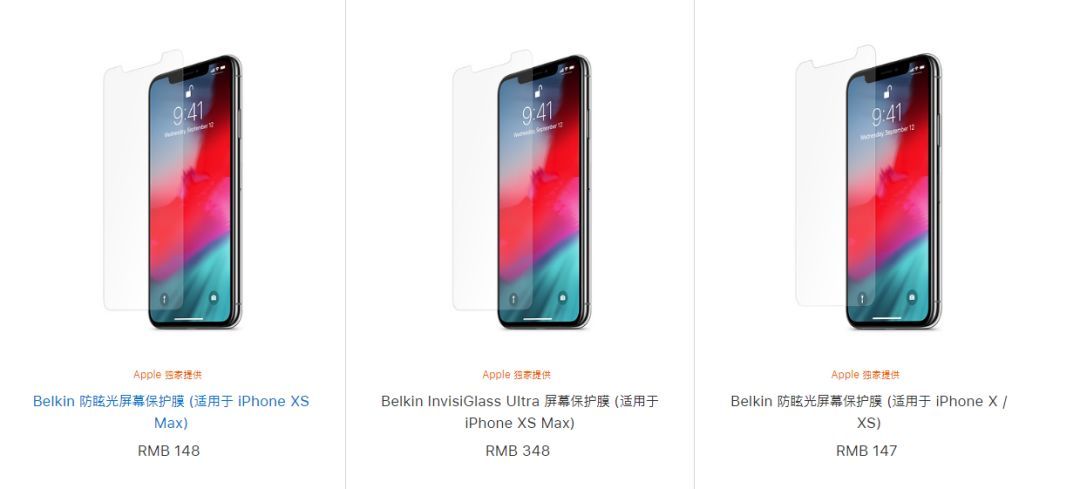 9:41
Wednesday, September 12
Apple 独家提供
Belkin 防眩光屏幕保护膜 (适用于 iPhone XS
Max)
RMB 148
9:41
Wednesday, September 12
Apple 独家提供
Belkin InvisiGlass Ultra 屏幕保护膜 (适用于
iPhone XS Max)
RMB 348
9:41
Wednesday, September 12
Apple 独家提供
Belkin 防眩光屏幕保护膜 (适用于 iPhone X /
XS)
RMB 147